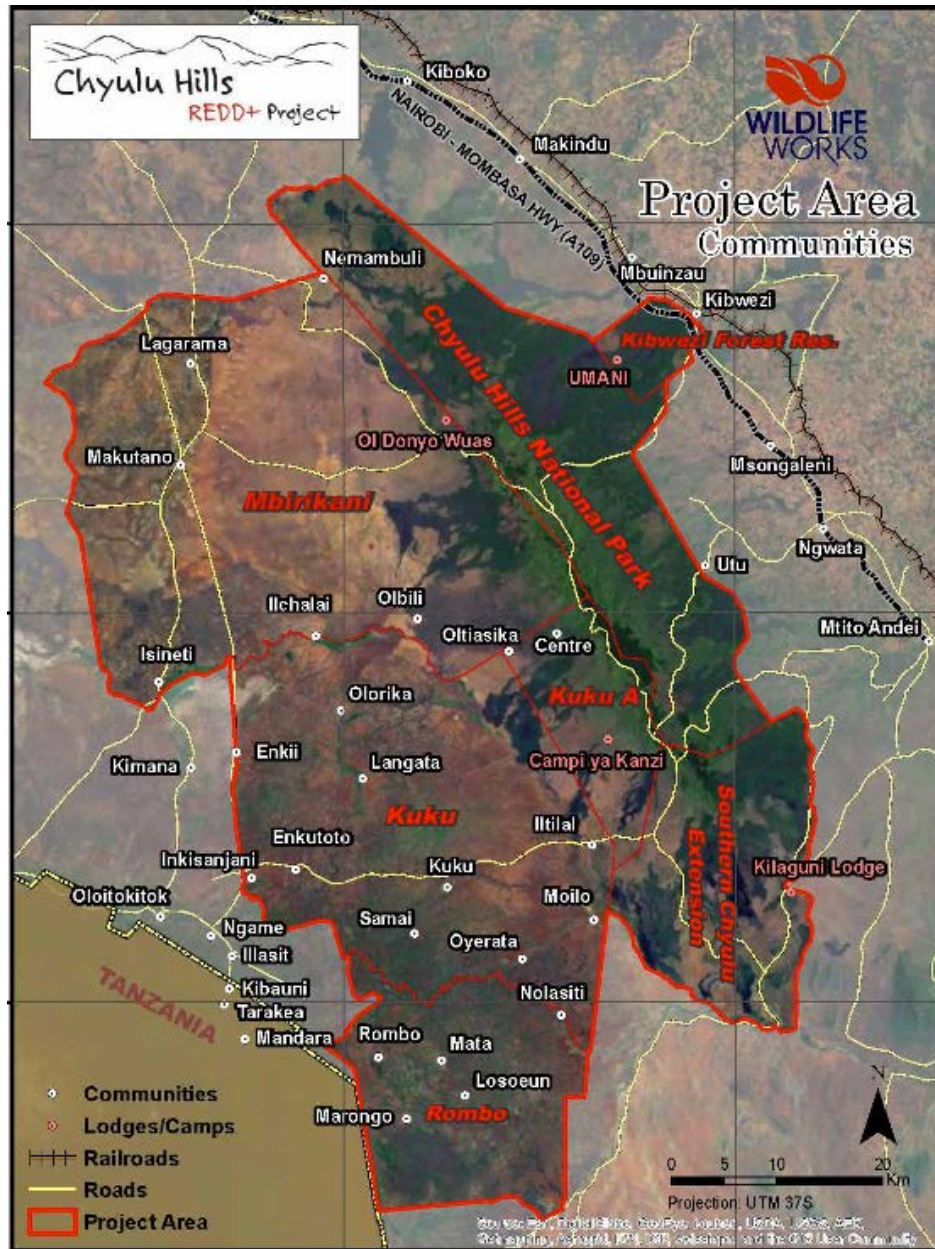 Chyulu Hills
REDD+ Project
WILDLIFE
WORKS
Project Area
Communities
Kiboko
NAIROBI - MOMBASA HWY (A109)
Makindu
Mbuinzau
Kibwezi
Nemambuli
Kibwezi Forest Res.
Lagarama
UMANI
Chyulu Hills National Park
Ol Donyo Wuas
Makutano
Msongaleni
Mbirikani
Ngwata
Utu
Ilchalai
Olbili
Mtito Andei
Oltiasika
Centre
Isineti
Kuku A
Olorika
Enkii
Campi ya Kanzi
Kimana
Langata
Kuku
Iltilal
Southern Chyulu
Extension
Enkutoto
Inkisanjani
Kuku
Kilaguni Lodge
Oloitokitok
Samai
Moilo
Ngame
Oyerata
Illasit
TANZANIA
Kibauni
Nolasiti
Tarakea
Mandara
Rombo
Mata
Losoeun
Marongo
Rombo
N
Communities
Lodges/Camps
Railroads
Roads
Project Area
0 5 10 20
Km
Projection: UTM 37S